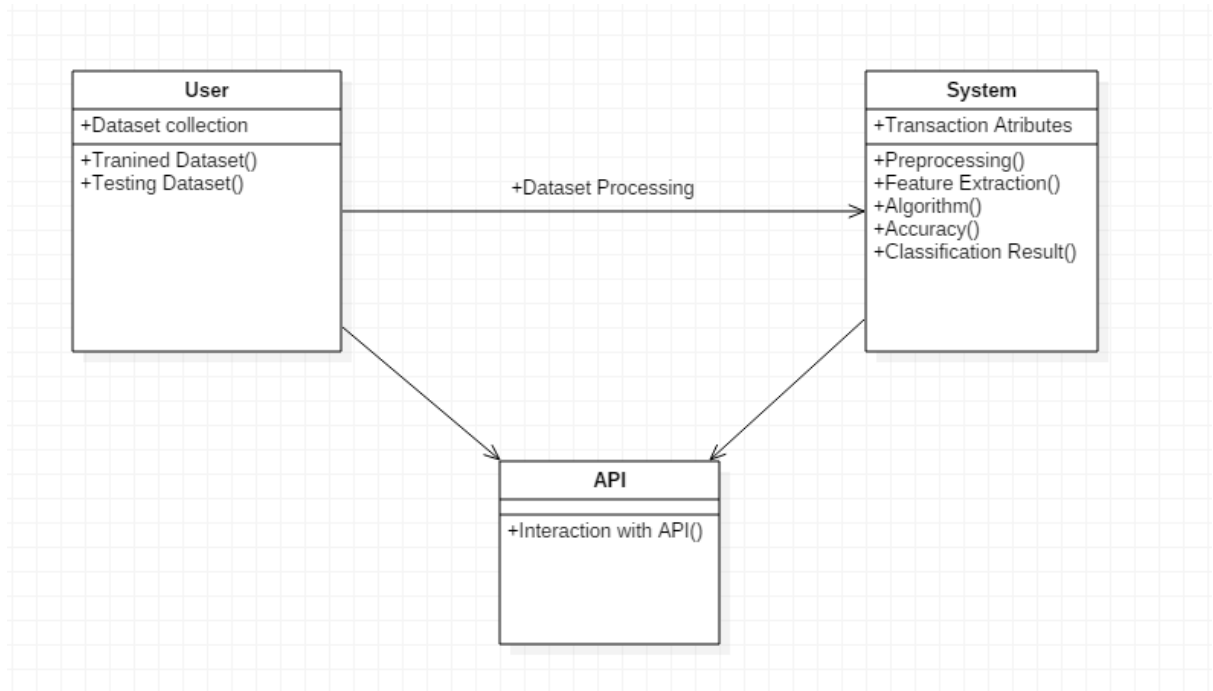 User
+Dataset collection
+Tranined Dataset()
+Testing Dataset()
+Dataset Processing
System
+Transaction Atributes
+Preprocessing()
+Feature Extraction()
+Algorithm()
+Accuracy()
+Classification Result()
API
+Interaction with API()